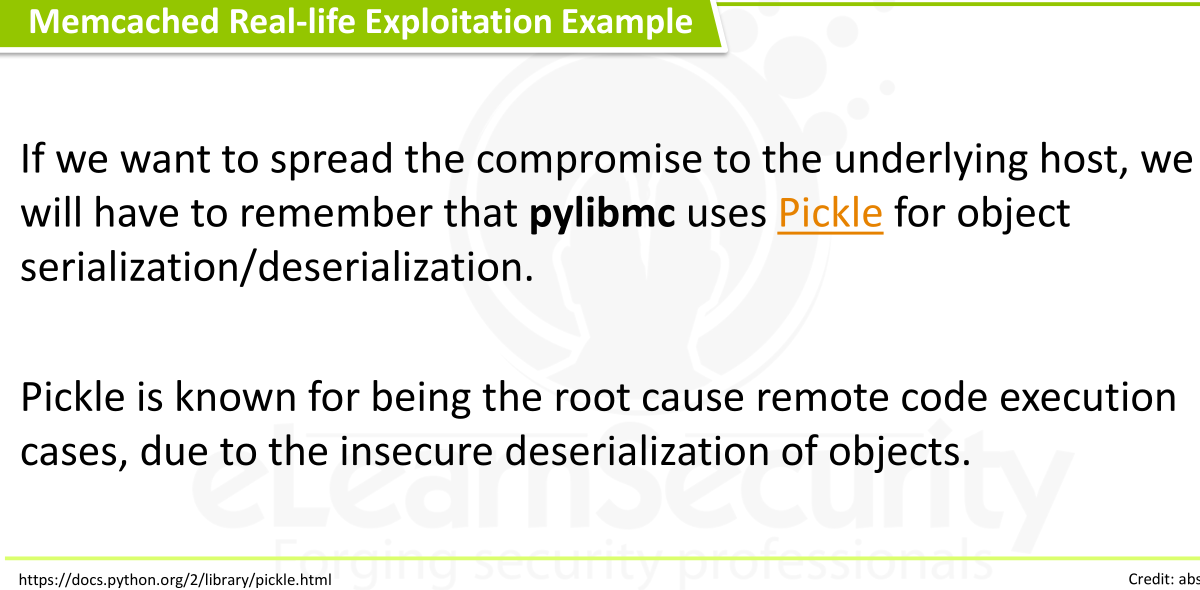 Memcached Real-life Exploitation Example
If we want to spread the compromise to the underlying host, we
will have to remember that pylibmc uses Pickle for object
serialization/deserialization.
Pickle is known for being the root cause remote code execution
cases, due to the insecure deserialization of objects.
eLearnSecurity
Forging security professionals
https://docs.python.org/2/library/pickle.html
Credit: abs